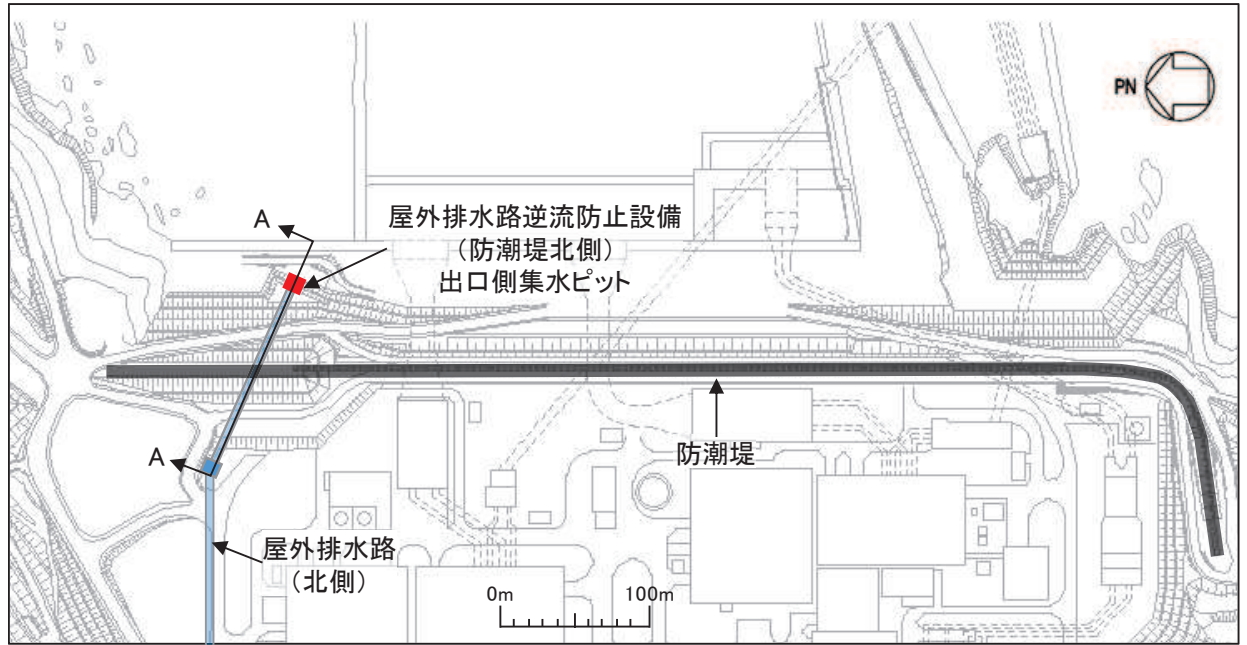 PN
A
屋外排水路逆流防止設備
（防潮堤北側）
出口側集水ピット
A
防潮堤
屋外排水路
（北側）
0m
100m